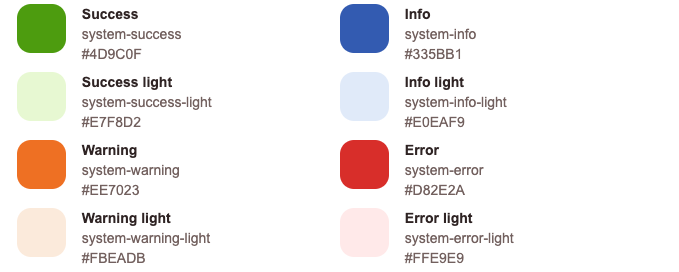 Success
system-success
#4D9C0F
Success light
system-success-light
#E7F8D2
Warning
system-warning
#EE7023
Warning light
system-warning-light
#FBEADB
Info
system-info
#335BB1
Info light
system-info-light
#E0EAF9
Error
system-error
#D82E2A
Error light
system-error-light
#FFE9E9